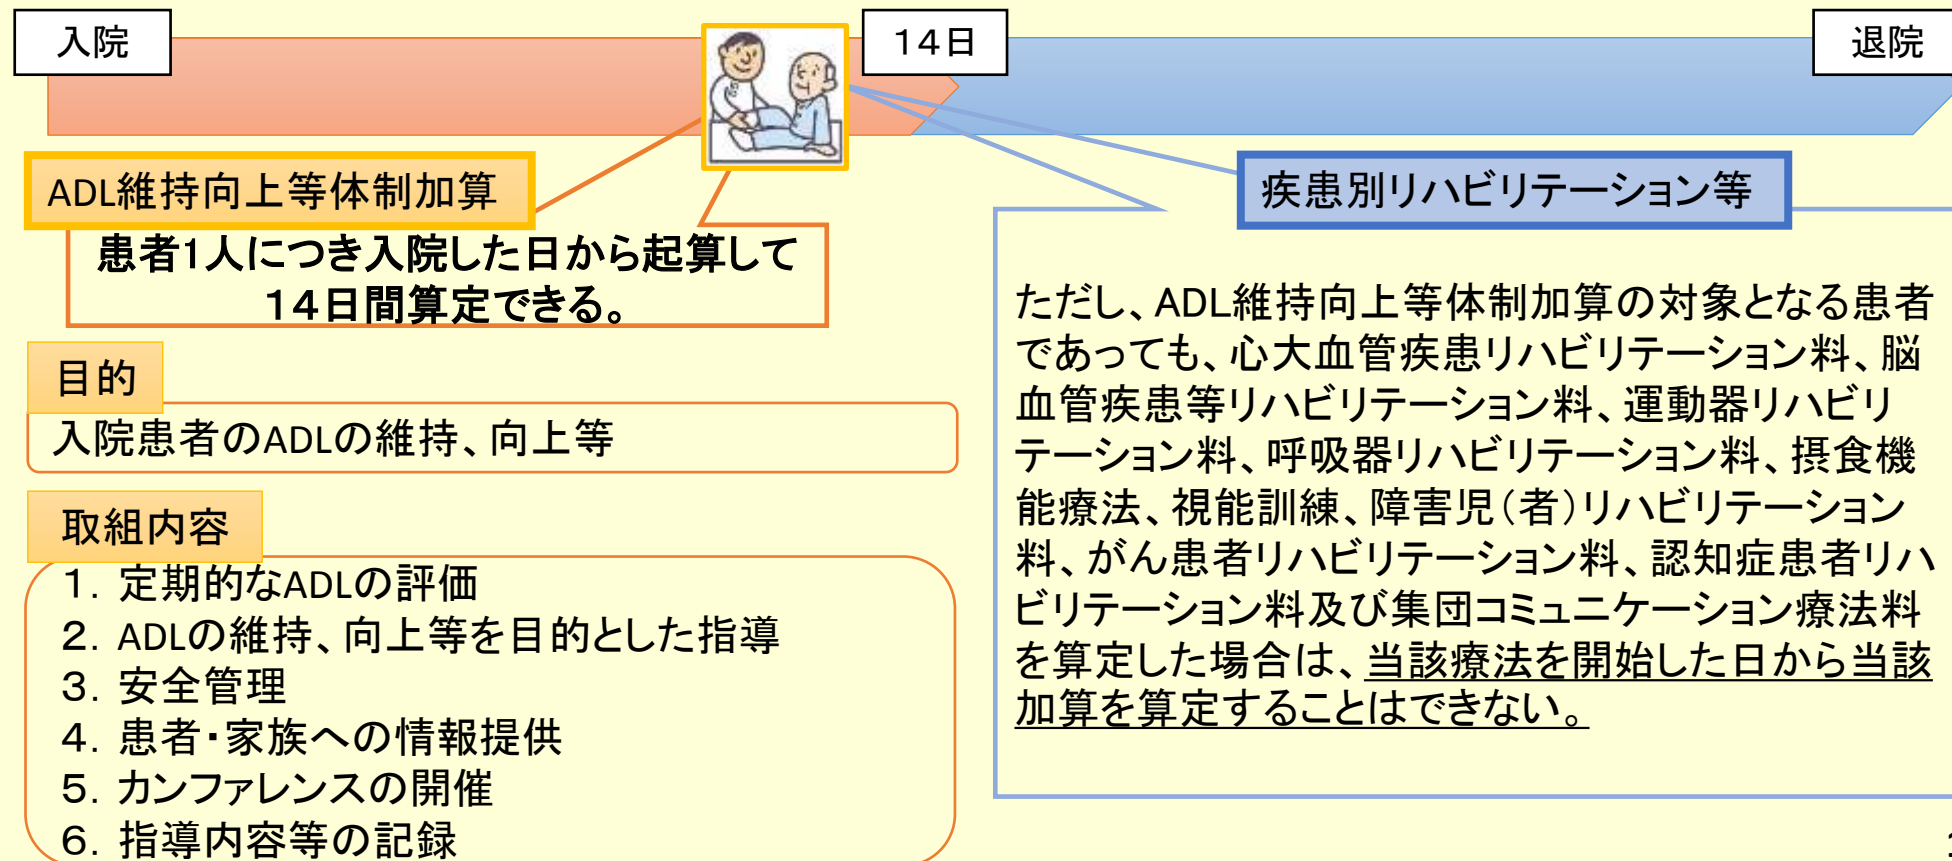 入院
14日
退院
ADL維持向上等体制加算
患者1人につき入院した日から起算して
14日間算定できる。
目的
入院患者のADLの維持、向上等
取組内容
1. 定期的なADLの評価
2. ADLの維持、向上等を目的とした指導
3. 安全管理
4. 患者・家族への情報提供
5. カンファレンスの開催
6. 指導内容等の記録
疾患別リハビリテーション等
ただし、ADL維持向上等体制加算の対象となる患者
であっても、心大血管疾患リハビリテーション料、脳
血管疾患等リハビリテーション料、運動器リハビリ
テーション料、呼吸器リハビリテーション料、摂食機
能療法、視能訓練、障害児(者)リハビリテーション
料、がん患者リハビリテーション料、認知症患者リハ
ビリテーション料及び集団コミュニケーション療法料
を算定した場合は、当該療法を開始した日から当該
加算を算定することはできない。